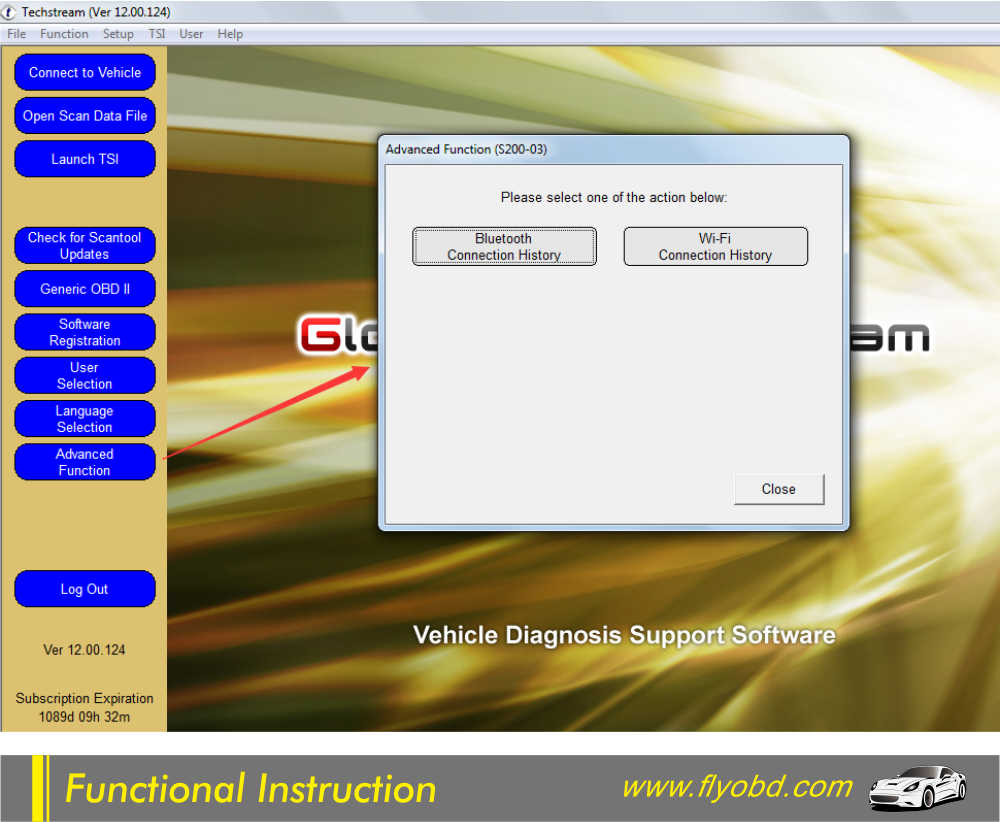 Techstream (Ver 12.00.124)
File Function Setup TSI User Help
Connect to Vehicle
Open Scan Data File
Launch TSI
Check for Scantool
Updates
Generic OBD II
Software
Registration
User
Selection
Language
Selection
Advanced
Function
Log Out
Ver 12.00.124
Subscription Expiration
1089d 09h 32m
Advanced Function (S200-03)
Please select one of the action below:
Bluetooth
Connection History
Wi-Fi
Connection History
Close
Vehicle Diagnosis Support Software
Functional Instruction
www.flyobd.com